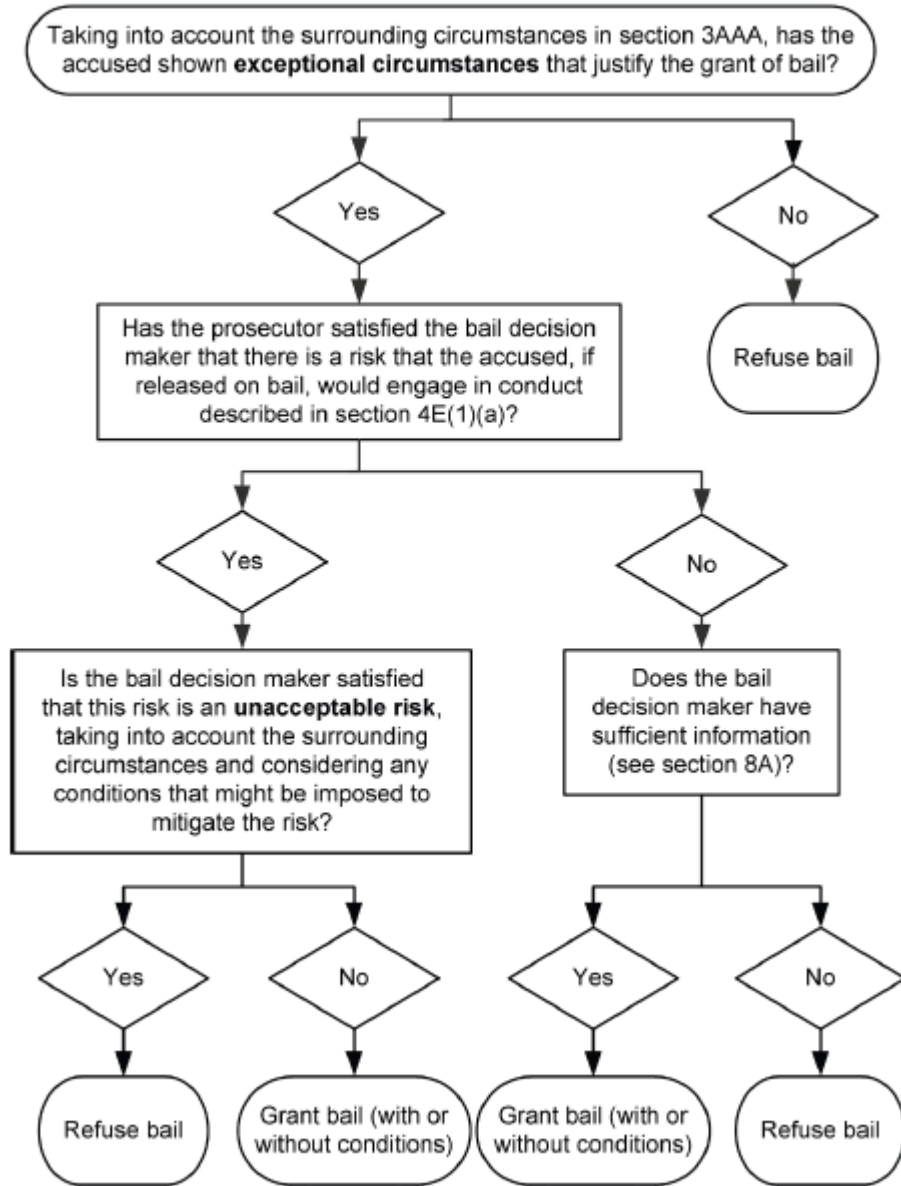 Taking into account the surrounding circumstances in section 3AAA, has the
accused shown exceptional circumstances that justify the grant of bail?
Yes
No
Has the prosecutor satisfied the bail decision
maker that there is a risk that the accused, if
released on bail, would engage in conduct
described in section 4E(1)(a)?
Refuse bail
Yes
No
Is the bail decision maker satisfied
that this risk is an unacceptable risk,
taking into account the surrounding
circumstances and considering any
conditions that might be imposed to
mitigate the risk?
Does the bail
decision maker have
sufficient information
(see section 8A)?
Yes
No
Yes
No
Refuse bail
Grant bail (with or
without conditions)
Grant bail (with or
without conditions)
Refuse bail